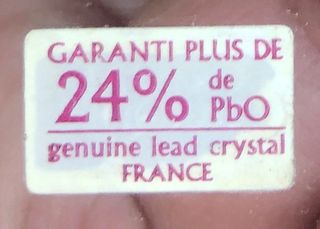 GARANTI PLUS DE
24% de PbO
genuine lead crystal
FRANCE